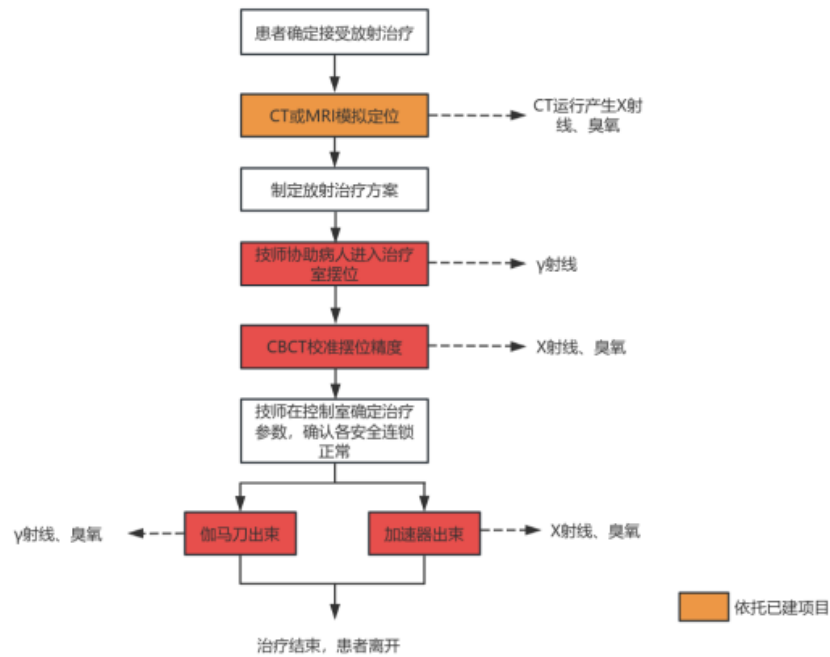 患者确定接受放射治疗
CT或MRI模拟定位
CT运行产生X射
线、臭氧
制定放射治疗方案
技师协助病人进入治疗
室摆位
γ射线
CBCT校准摆位精度
X射线、臭氧
技师在控制室确定治疗
参数，确认各安全连锁
正常
γ射线、臭氧
伽马刀出束
加速器出束
X射线、臭氧
依托已建项目
治疗结束，患者离开